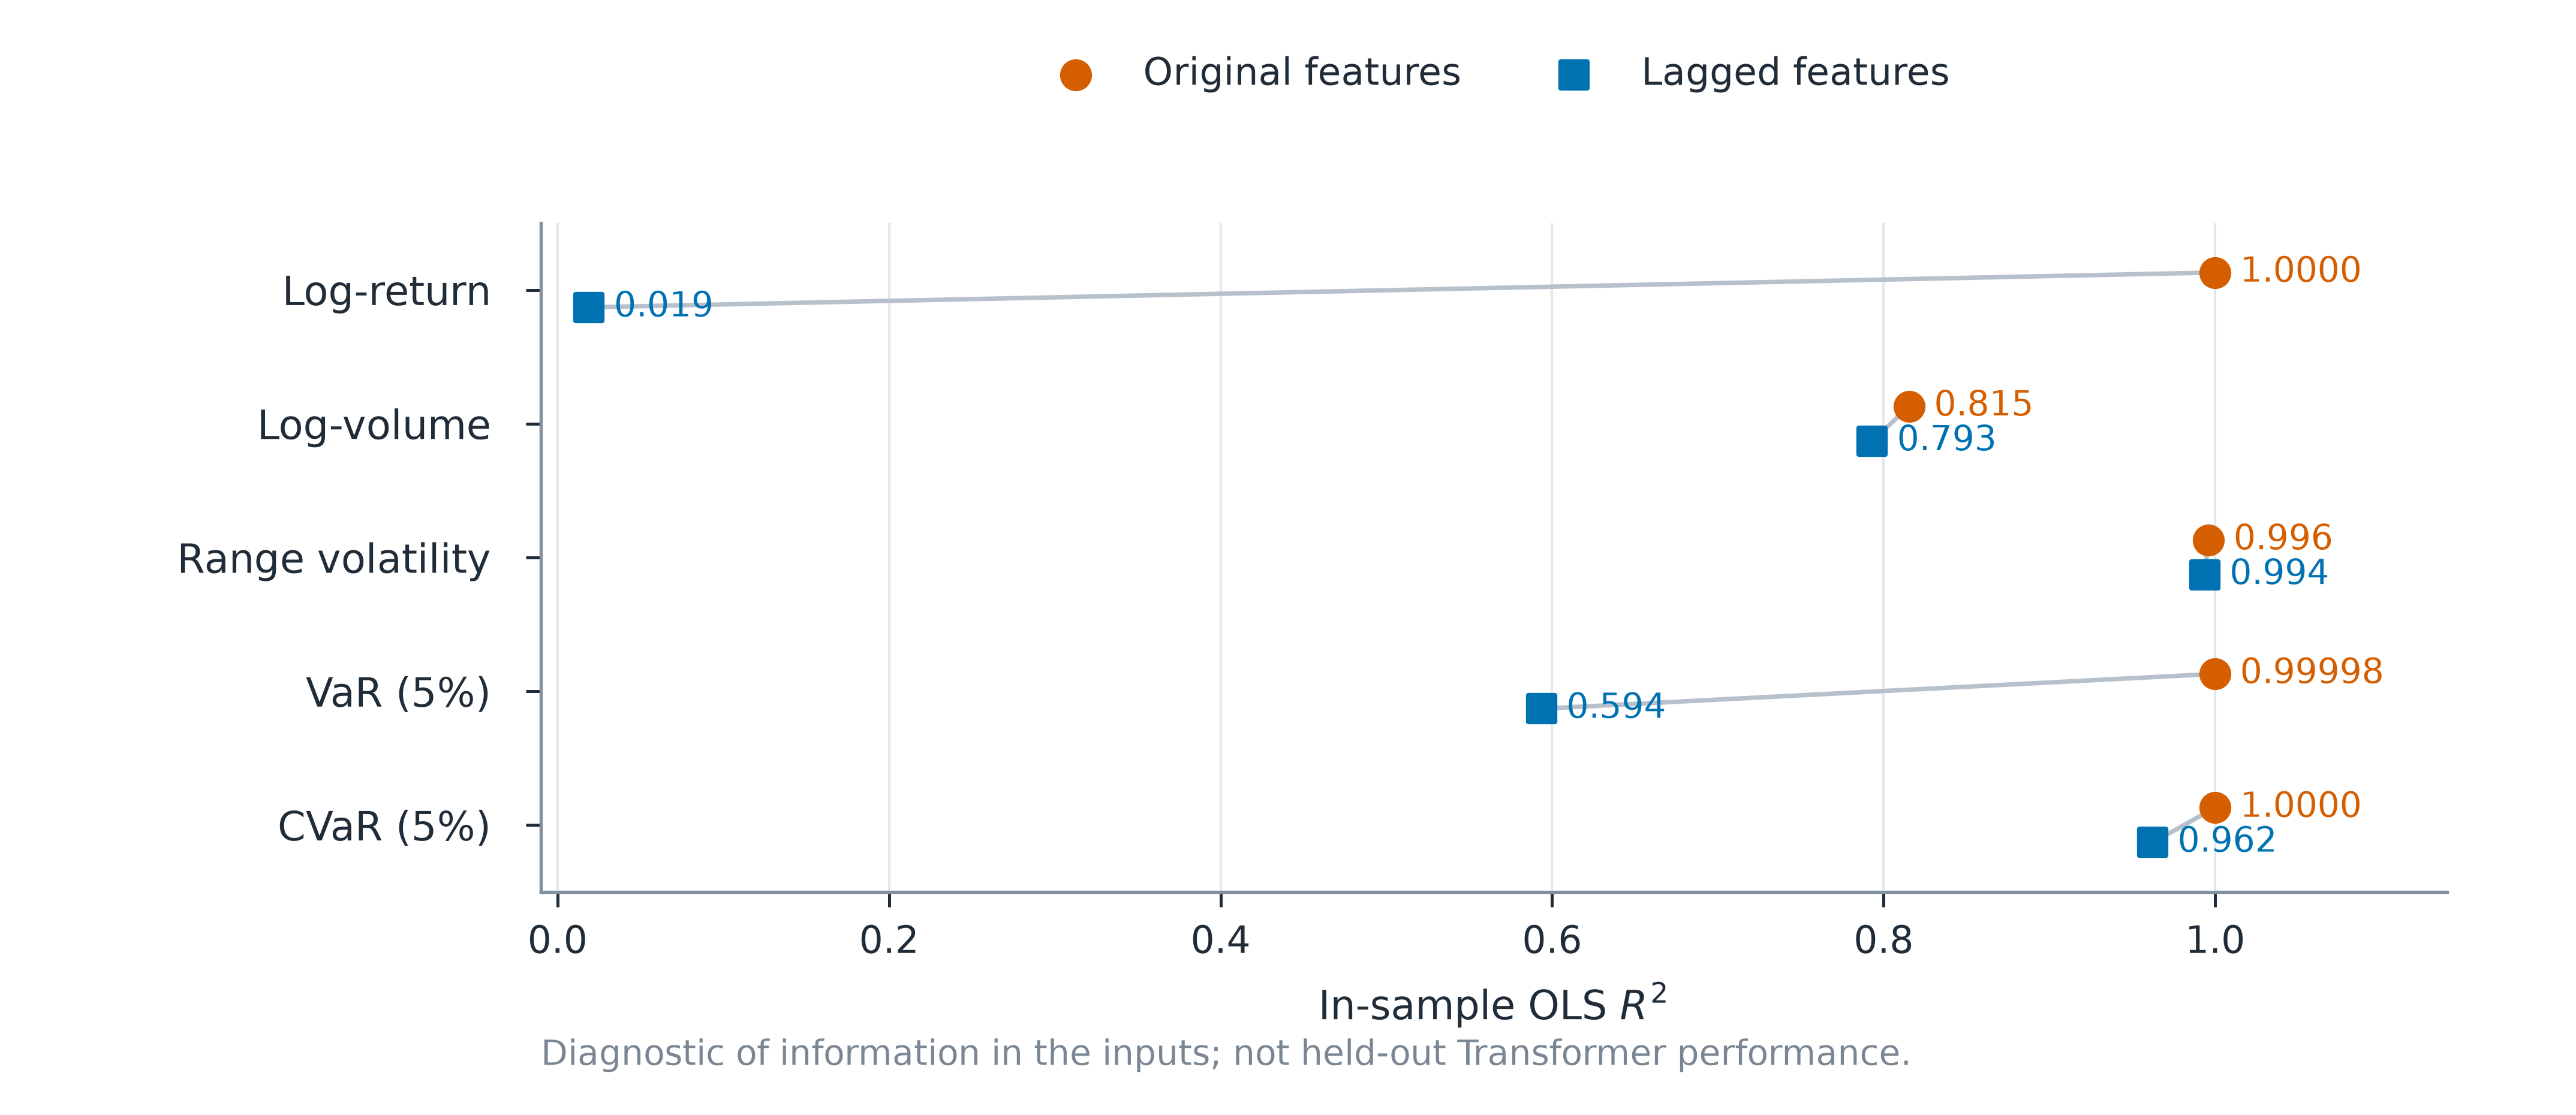 Original features
Lagged features
Log-return
1.0000
0.019
Log-volume
0.815
0.793
Range volatility
0.996
0.994
VaR (5%)
0.99998
0.594
CVaR (5%)
1.0000
0.962
0.0 0.2 0.4 0.6 0.8 1.0
In-sample OLS R²
Diagnostic of information in the inputs; not held-out Transformer performance.